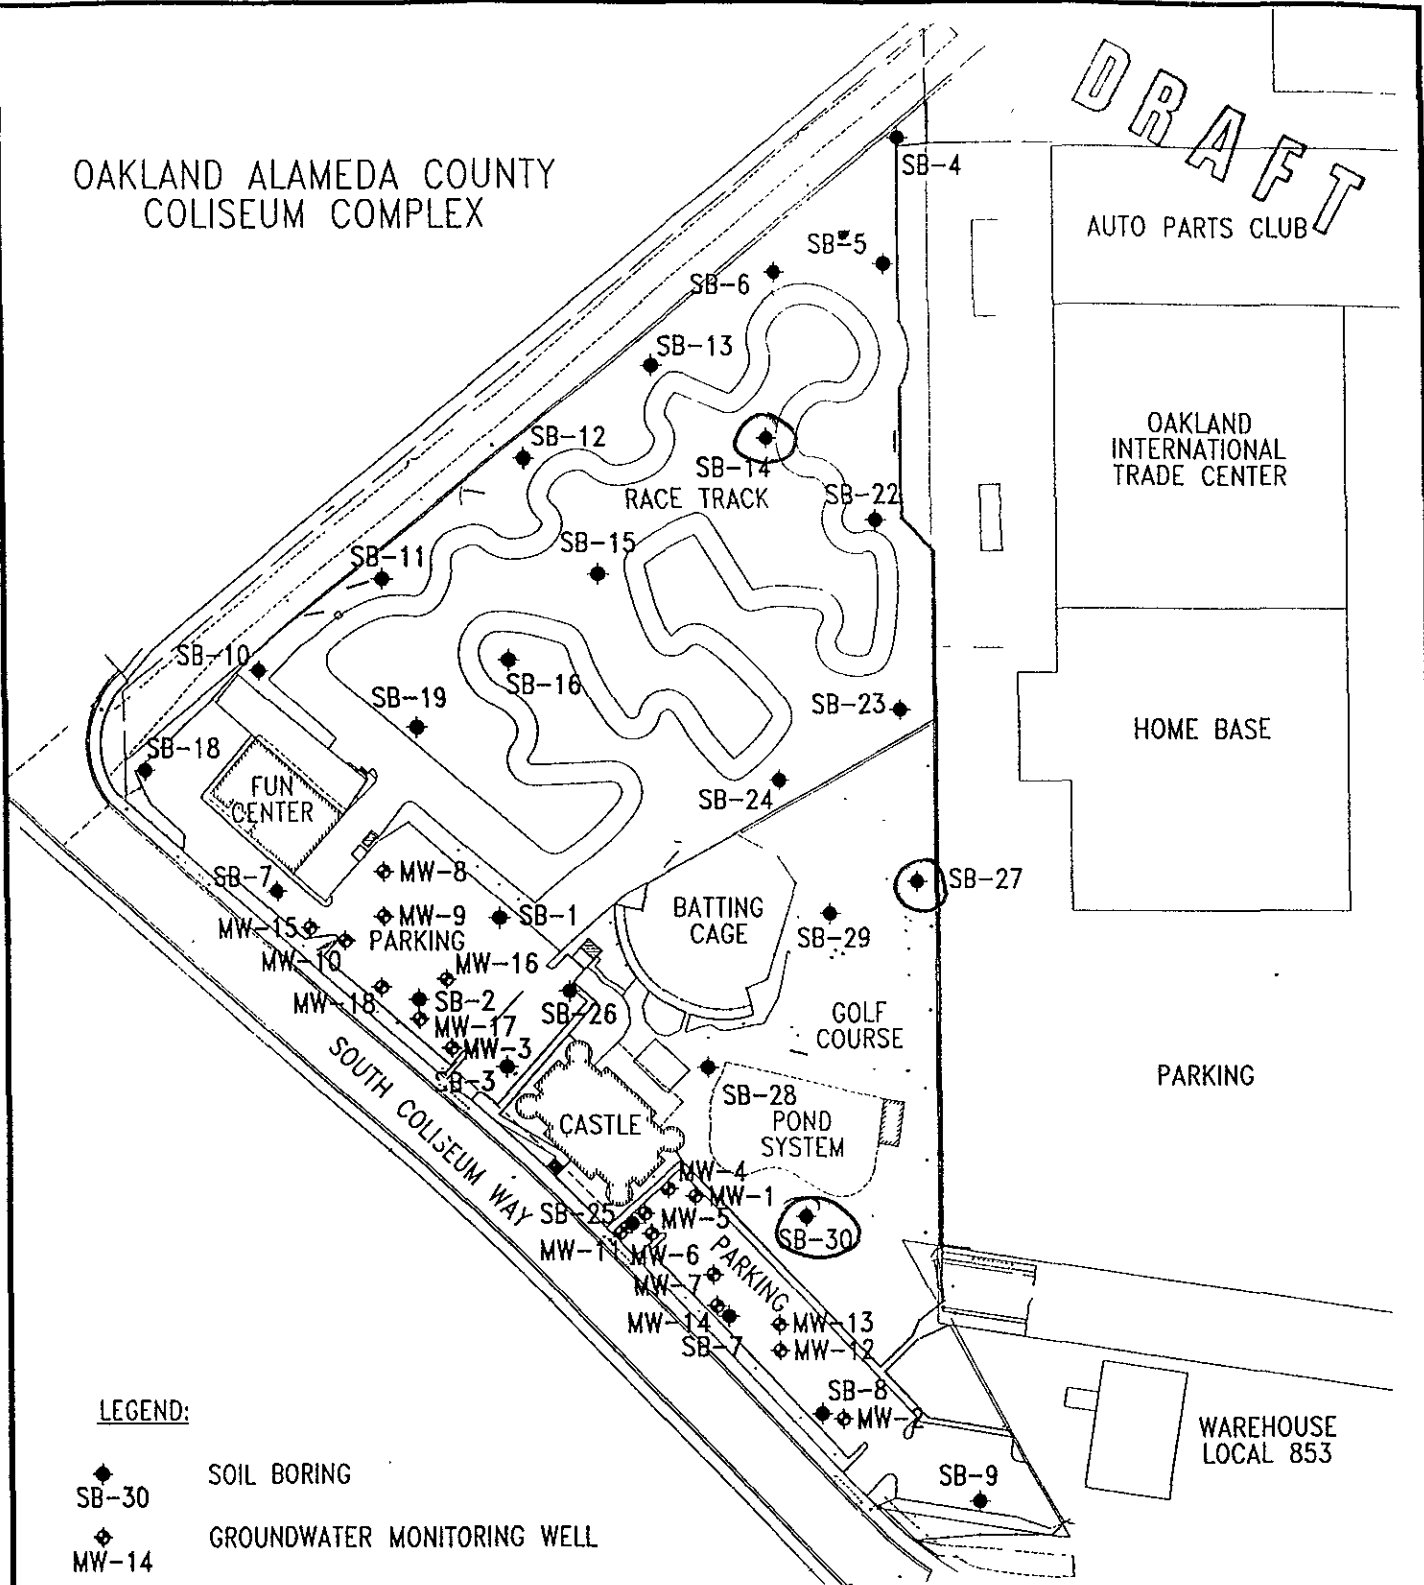 DRAFT
OAKLAND ALAMEDA COUNTY
COLISEUM COMPLEX
SB-4
AUTO PARTS CLUB
SB-5
SB-6
SB-13
OAKLAND
INTERNATIONAL
TRADE CENTER
SB-12
SB-14
RACE TRACK
SB-22
SB-15
SB-11
SB-10
SB-16
SB-19
SB-23
HOME BASE
SB-18
FUN
CENTER
SB-24
SB-7
MW-8
SB-27
MW-9
SB-1
BATTING
CAGE
SB-29
MW-15
PARKING
MW-10
MW-16
MW-18
SB-2
SB-26
MW-17
GOLF
COURSE
MW-3
SB-3
SOUTH COLISEUM WAY
SB-28
PARKING
CASTLE
POND
SYSTEM
MW-4
MW-1
SB-25
MW-5
SB-30
MW-11
MW-6
PARKING
MW-7
MW-14
MW-13
SB-7
MW-12
SB-8
MW-2
WAREHOUSE
LOCAL 853
SB-9
LEGEND:
SB-30
SOIL BORING
MW-14
GROUNDWATER MONITORING WELL